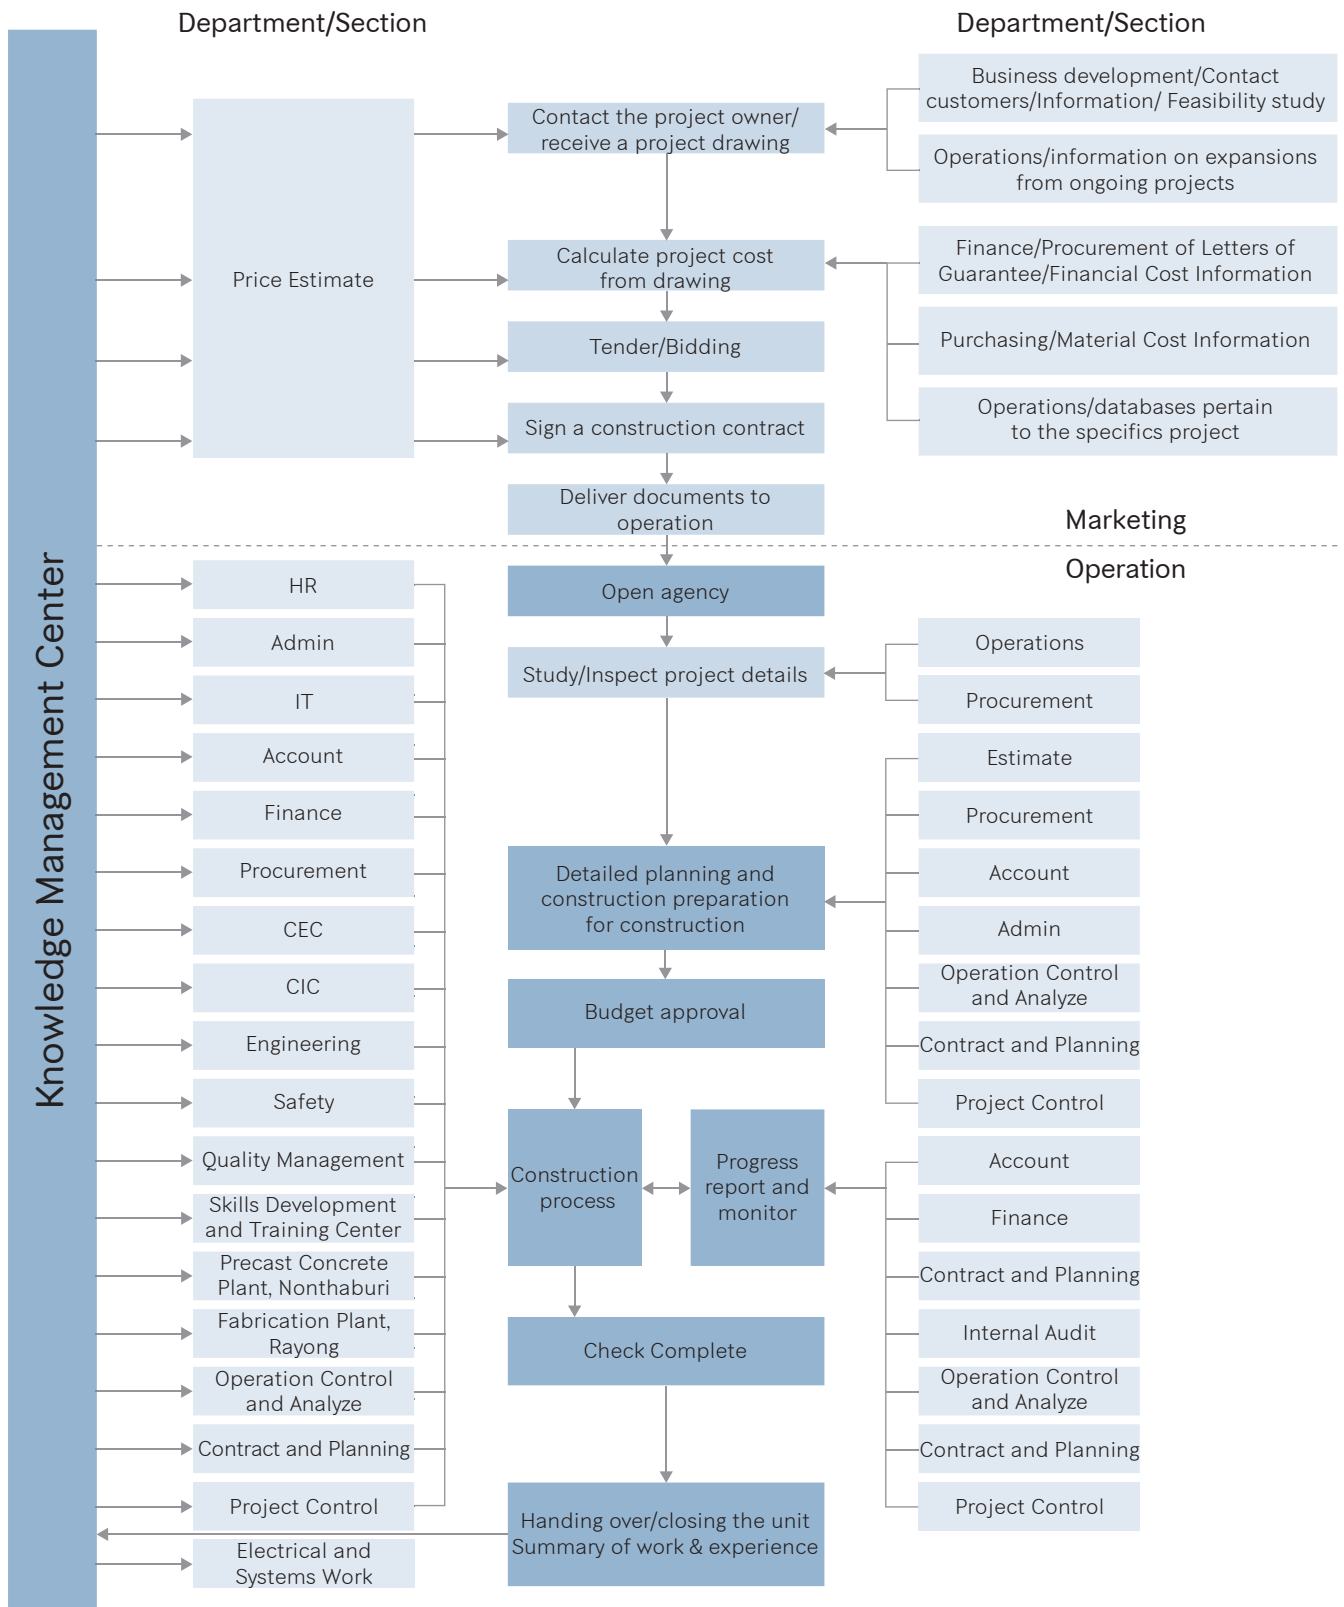 Department/Section
Department/Section
Knowledge Management Center
Price Estimate
Contact the project owner/
receive a project drawing
Calculate project cost
from drawing
Tender/Bidding
Sign a construction contract
Deliver documents to
operation
Business development/Contact
customers/Information/ Feasibility study
Operations/information on expansions
from ongoing projects
Finance/Procurement of Letters of
Guarantee/Financial Cost Information
Purchasing/Material Cost Information
Operations/databases pertain
to the specifics project
Marketing
Operation
HR
Admin
IT
Account
Finance
Procurement
CEC
CIC
Engineering
Safety
Quality Management
Skills Development
and Training Center
Precast Concrete
Plant, Nonthaburi
Fabrication Plant,
Rayong
Operation Control
and Analyze
Contract and Planning
Project Control
Electrical and
Systems Work
Open agency
Study/Inspect project details
Detailed planning and
construction preparation
for construction
Budget approval
Construction
process
Progress
report and
monitor
Check Complete
Handing over/closing the unit
Summary of work & experience
Operations
Procurement
Estimate
Procurement
Account
Admin
Operation Control
and Analyze
Contract and Planning
Project Control
Account
Finance
Contract and Planning
Internal Audit
Operation Control
and Analyze
Contract and Planning
Project Control